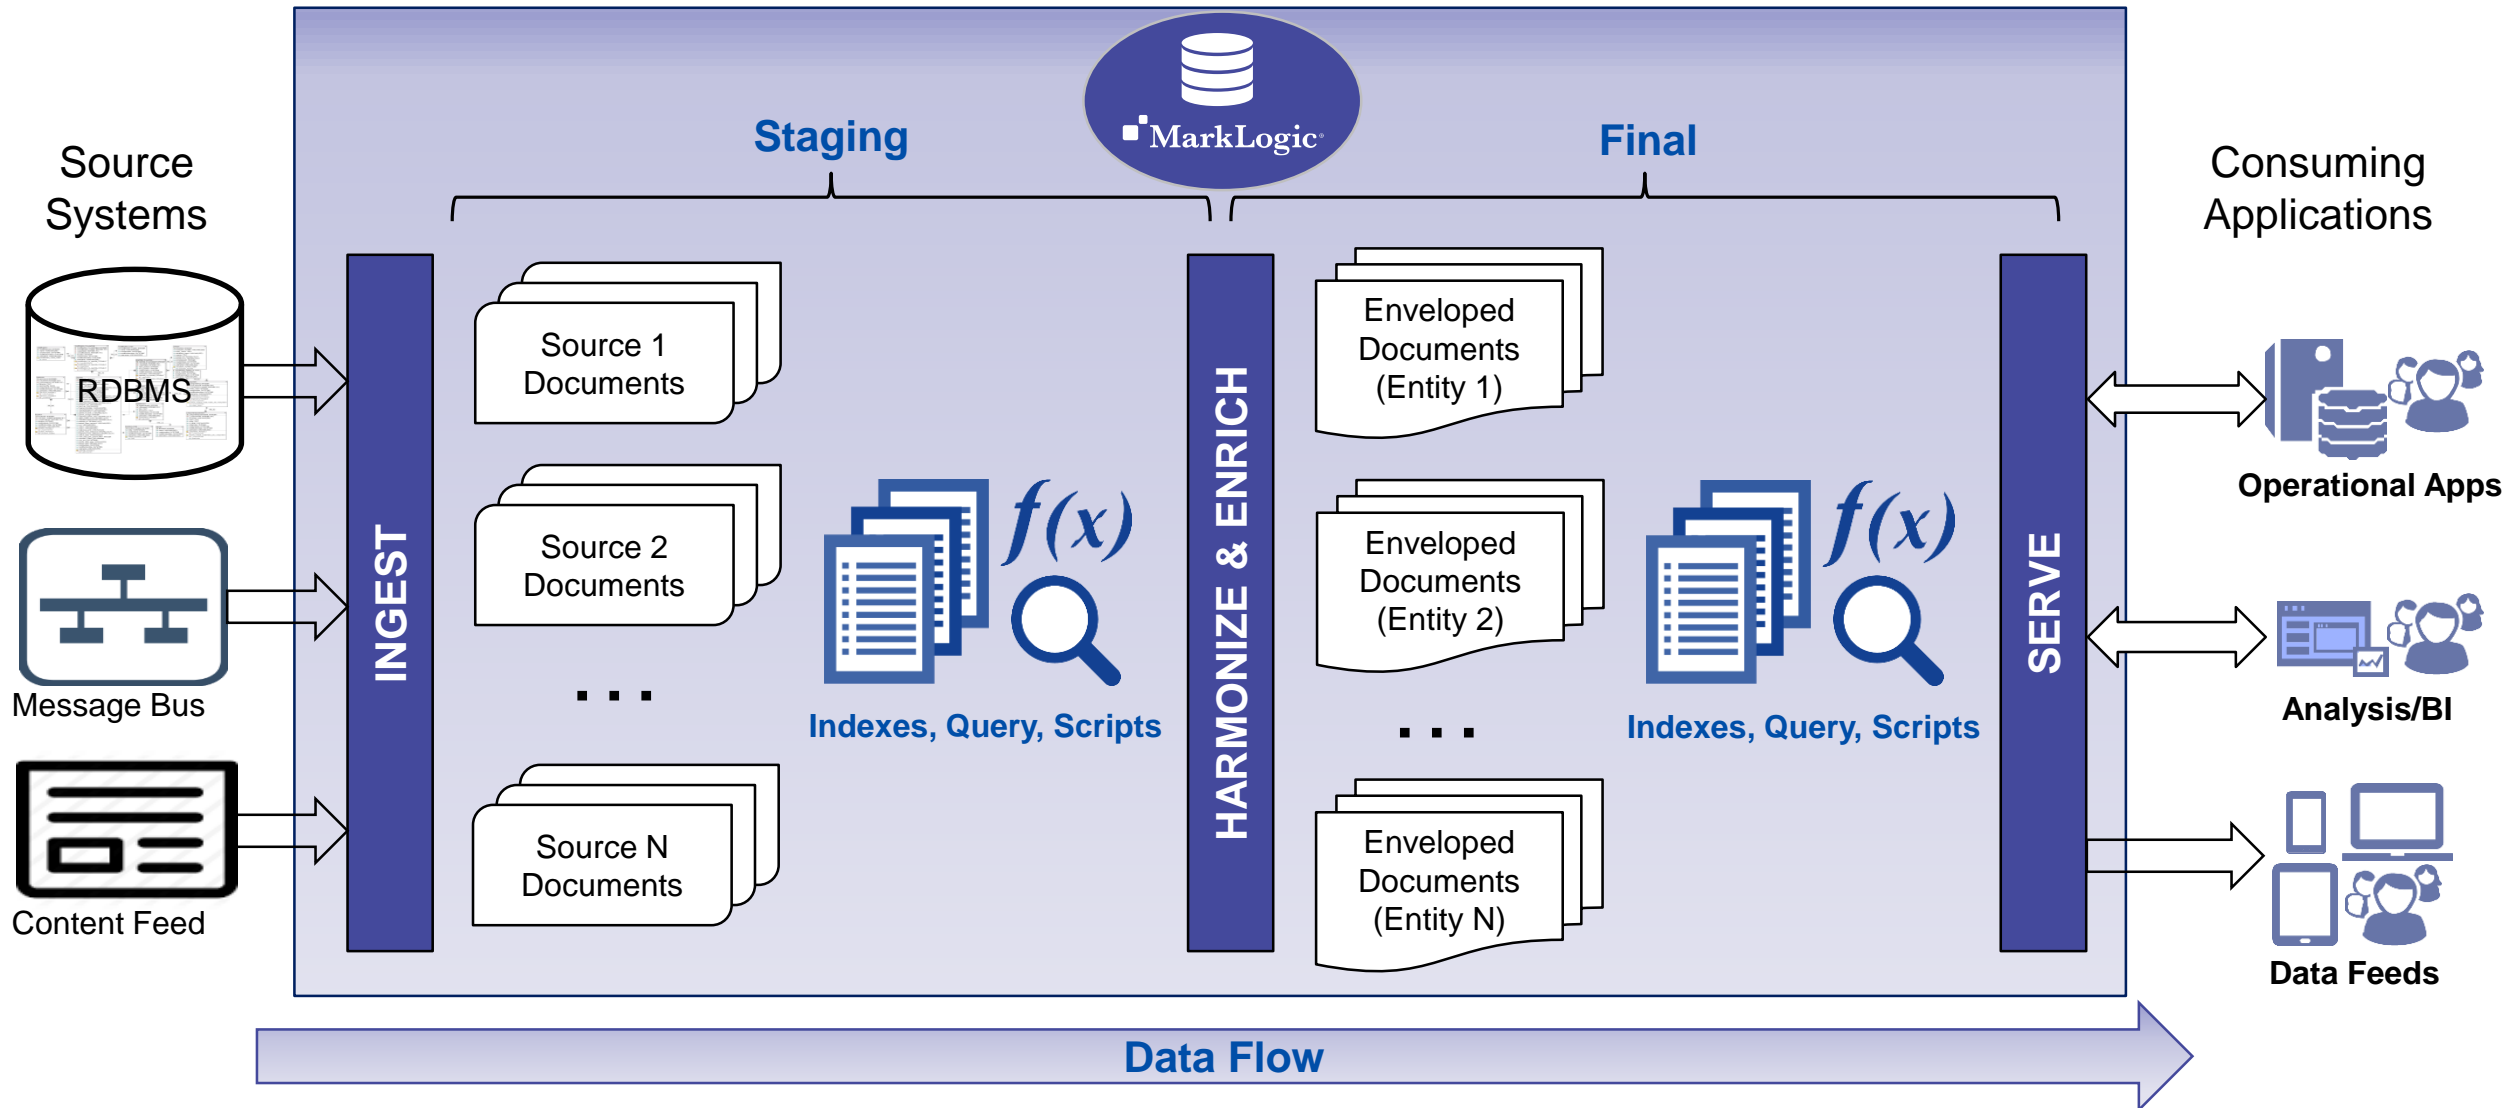 Source
Systems
RDBMS
Message Bus
Content Feed
MarkLogic
Staging
Final
INGEST
Source 1
Documents
Source 2
Documents
...
Source N
Documents
f(x)
Indexes, Query, Scripts
HARMONIZE & ENRICH
Enveloped
Documents
(Entity 1)
Enveloped
Documents
(Entity 2)
...
Enveloped
Documents
(Entity N)
f(x)
Indexes, Query, Scripts
SERVE
Consuming
Applications
Operational Apps
Analysis/BI
Data Feeds
Data Flow